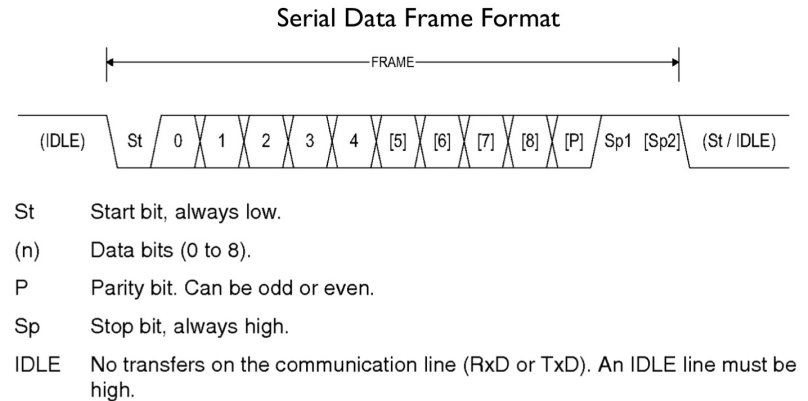 Serial Data Frame Format
FRAME
(IDLE) St 0 1 2 3 4 [5] [6] [7] [8] [P] Sp1 [Sp2] (St / IDLE)
St Start bit, always low.
(n) Data bits (0 to 8).
P Parity bit. Can be odd or even.
Sp Stop bit, always high.
IDLE No transfers on the communication line (RxD or TxD). An IDLE line must be
high.